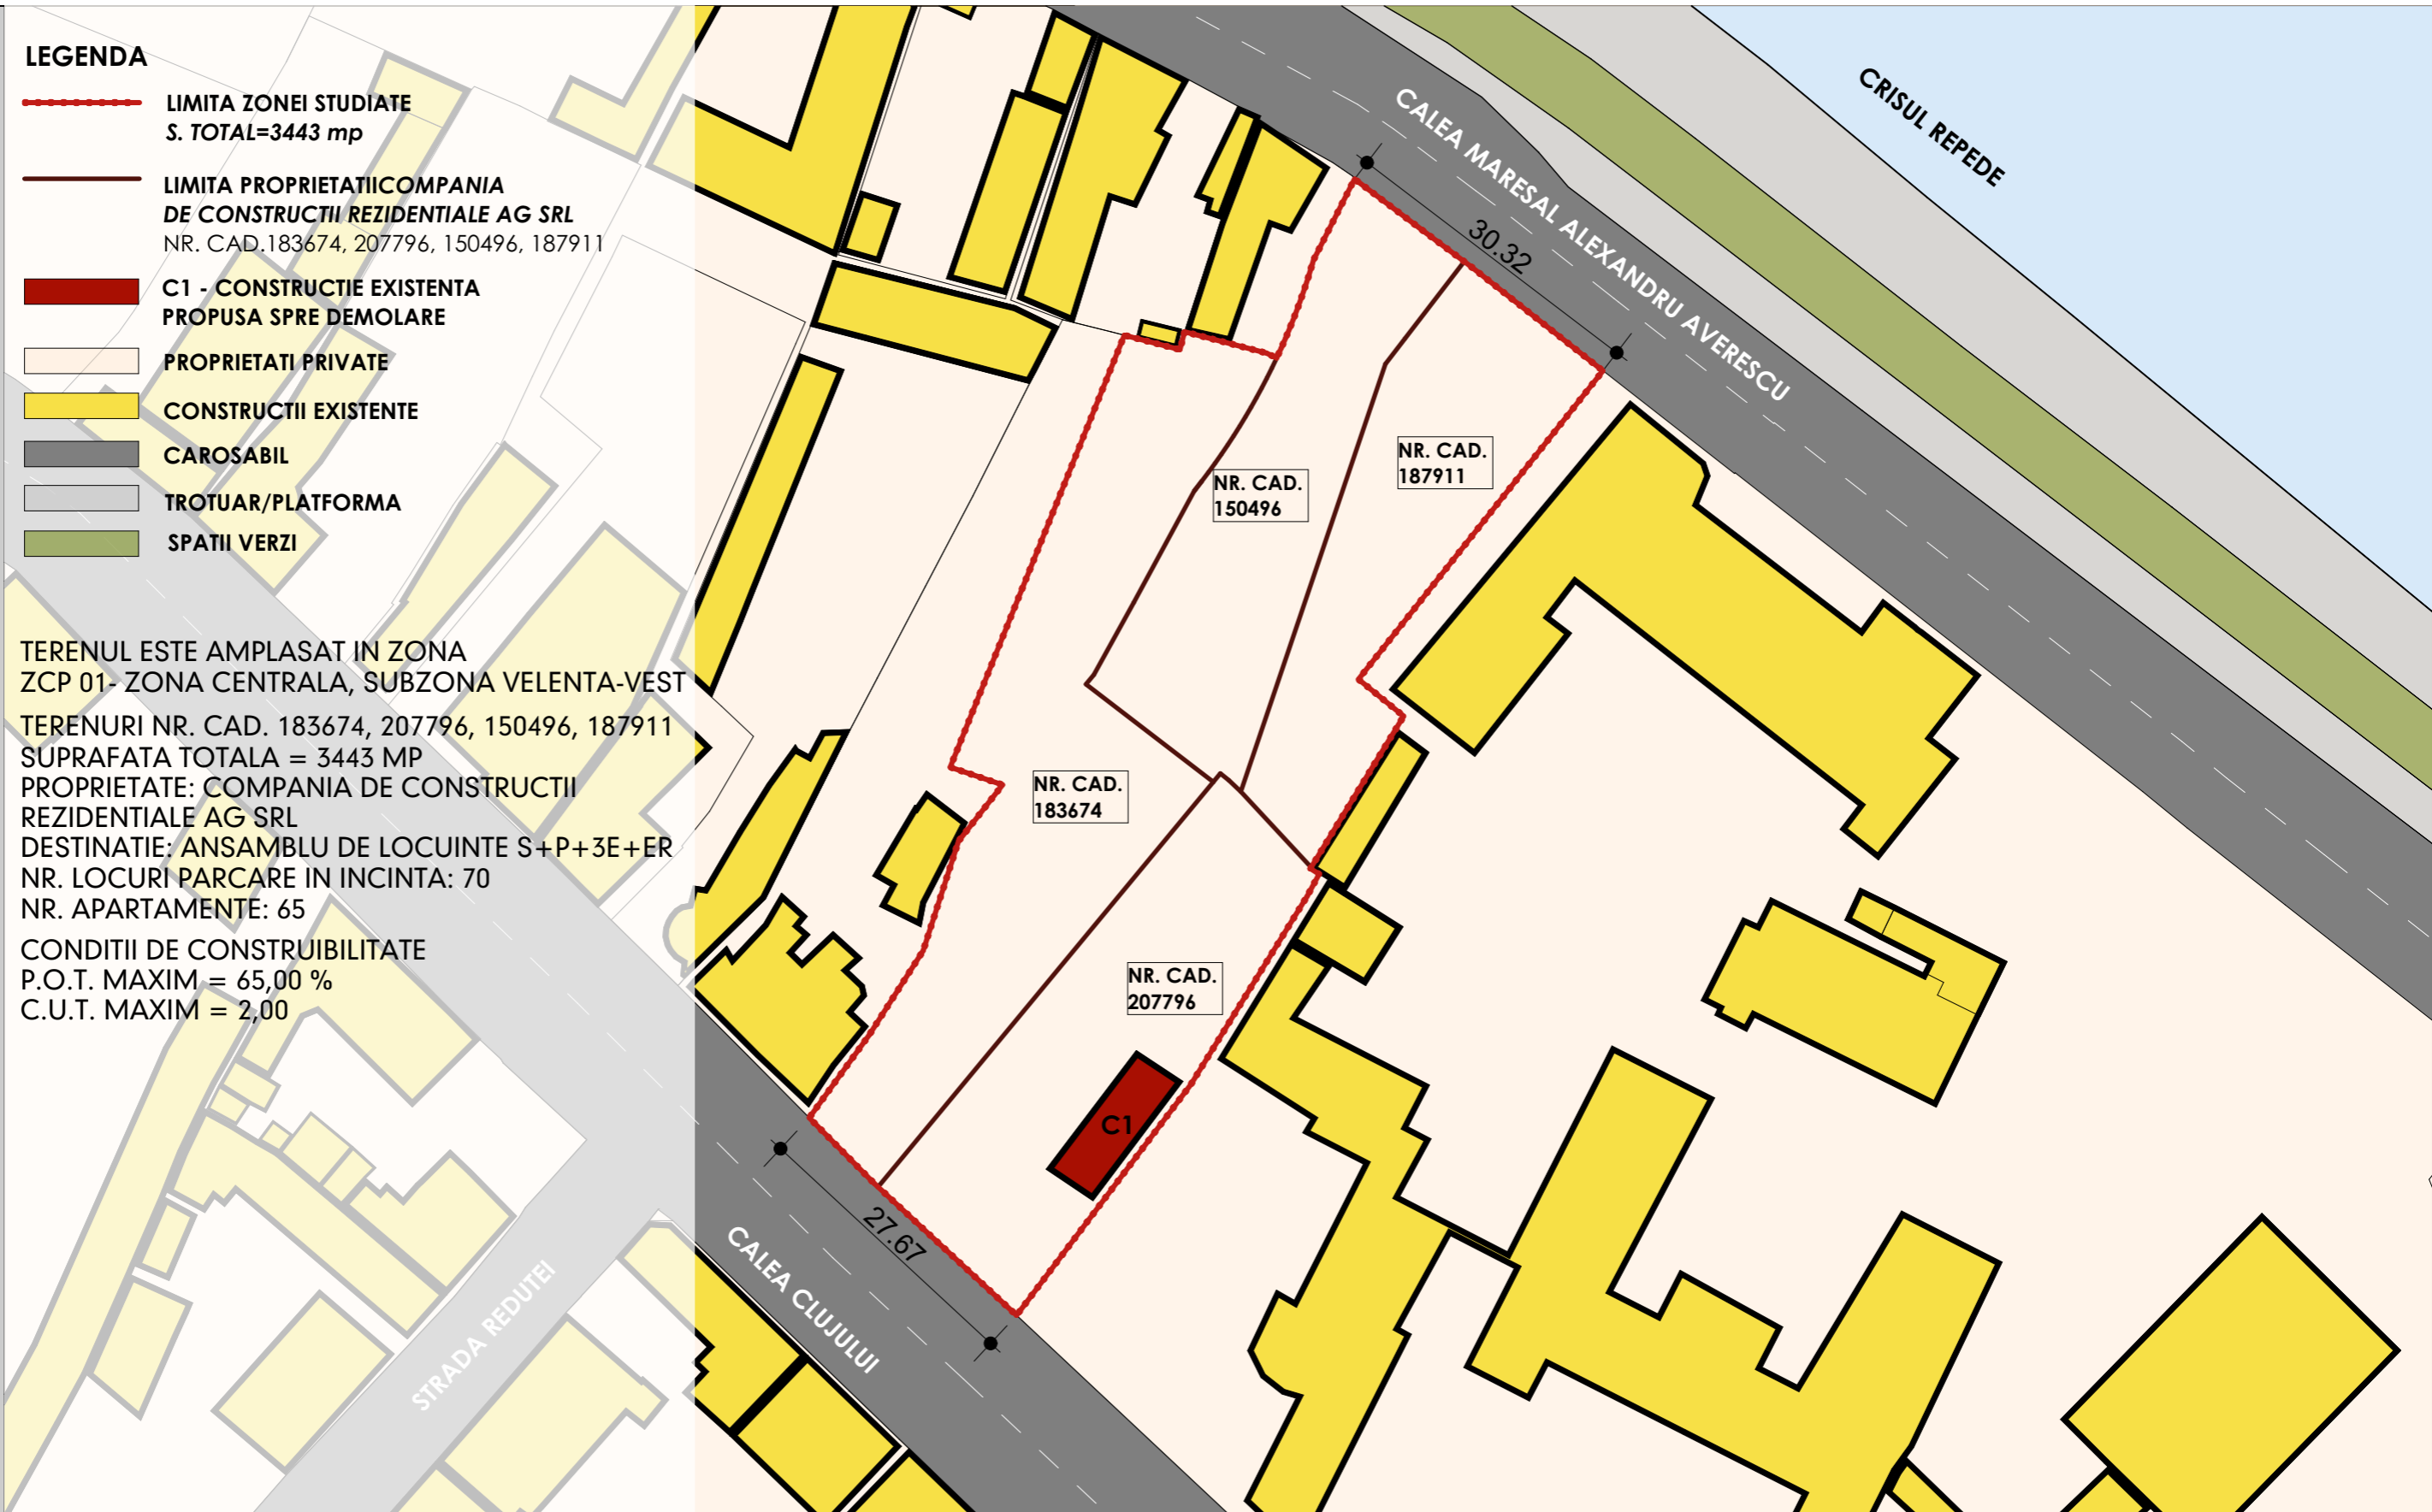 LEGENDA
LIMITA ZONEI STUDIATE
S. TOTAL=3443 mp
LIMITA PROPRIETATIICOMPANIA
DE CONSTRUCTII REZIDENTIALE AG SRL
NR. CAD.183674, 207796, 150496, 187911
C1 - CONSTRUCTIE EXISTENTA
PROPUSA SPRE DEMOLARE
PROPRIETATI PRIVATE
CONSTRUCTII EXISTENTE
CAROSABIL
TROTUAR/PLATFORMA
SPATII VERZI
TERENUL ESTE AMPLASAT IN ZONA
ZCP 01- ZONA CENTRALA, SUBZONA VELENTA-VEST
TERENURI NR. CAD. 183674, 207796, 150496, 187911
SUPRAFATA TOTALA = 3443 MP
PROPRIETATE: COMPANIA DE CONSTRUCTII
REZIDENTIALE AG SRL
DESTINATIE: ANSAMBLU DE LOCUINTE S+P+3E+ER
NR. LOCURI PARCARE IN INCINTA: 70
NR. APARTAMENTE: 65
CONDITII DE CONSTRUIBILITATE
P.O.T. MAXIM = 65,00 %
C.U.T. MAXIM = 2,00
CRISUL REPEDE
CALEA MARESAL ALEXANDRU AVERESCU
30.32
NR. CAD.
187911
NR. CAD.
150496
NR. CAD.
183674
NR. CAD.
207796
C1
27.67
CALEA CLUJULUI
STRADA REDUTEI